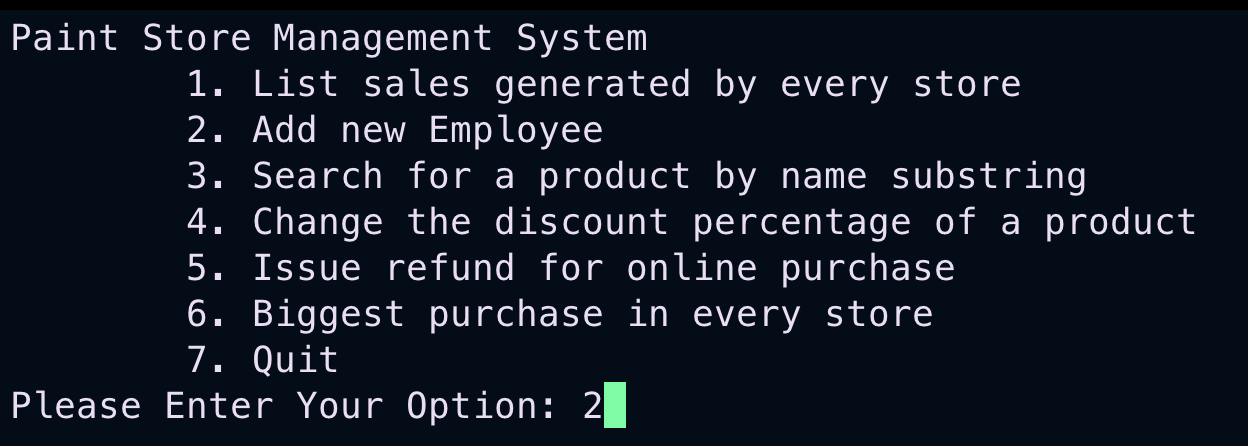 Paint Store Management System
1. List sales generated by every store
2. Add new Employee
3. Search for a product by name substring
4. Change the discount percentage of a product
5. Issue refund for online purchase
6. Biggest purchase in every store
7. Quit
Please Enter Your Option: 2